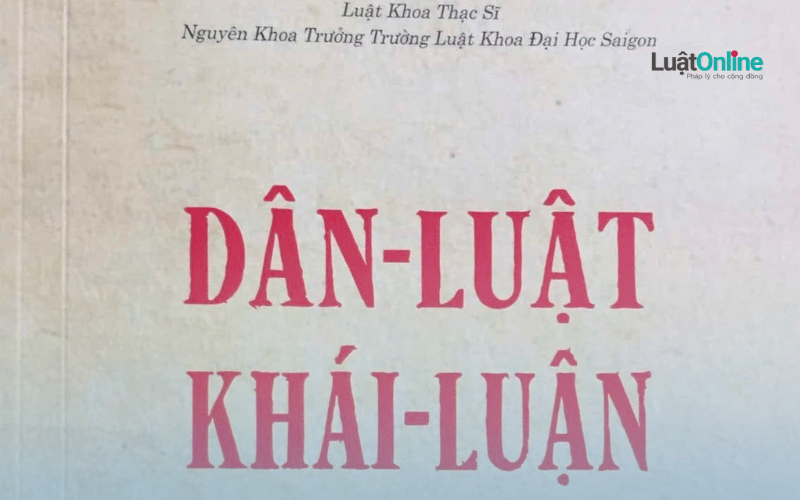 Luật Khoa Thạc Sĩ
Nguyên Khoa Trưởng Trường Luật Khoa Đại Học Saigon
LuậtOnline
Pháp lý cho cộng đồng
DÂN-LUẬT
KHÁI-LUẬN